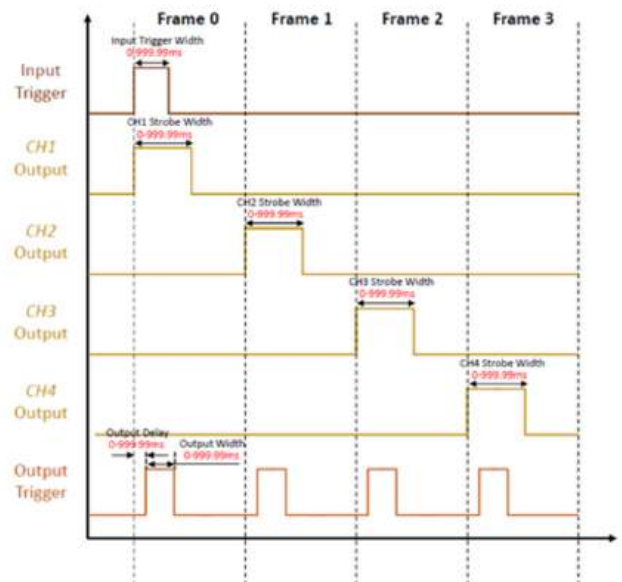 Frame 0 Frame 1 Frame 2 Frame 3
Input Trigger Width
0-999.99ms
Input
Trigger
CH1 Strobe Width
0-999.99ms
CH1
Output
CH2 Strobe Width
0-999.99ms
CH2
Output
CH3 Strobe Width
0-999.99ms
CH3
Output
CH4 Strobe Width
0-999.99ms
CH4
Output
Output Delay
0-999.99ms
Output Width
0-999.99ms
Output
Trigger